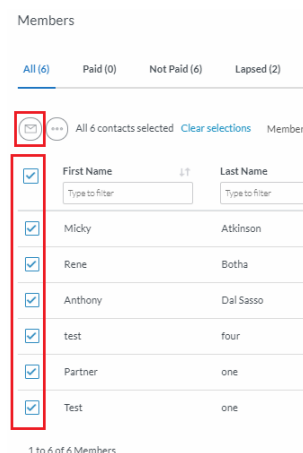 Members
All (6) Paid (0) Not Paid (6) Lapsed (2)
All 6 contacts selected Clear selections Member
First Name Last Name
Type to filter Type to filter
Micky Atkinson
Rene Botha
Anthony Dal Sasso
test four
Partner one
Test one
1 to 6 of 6 Members